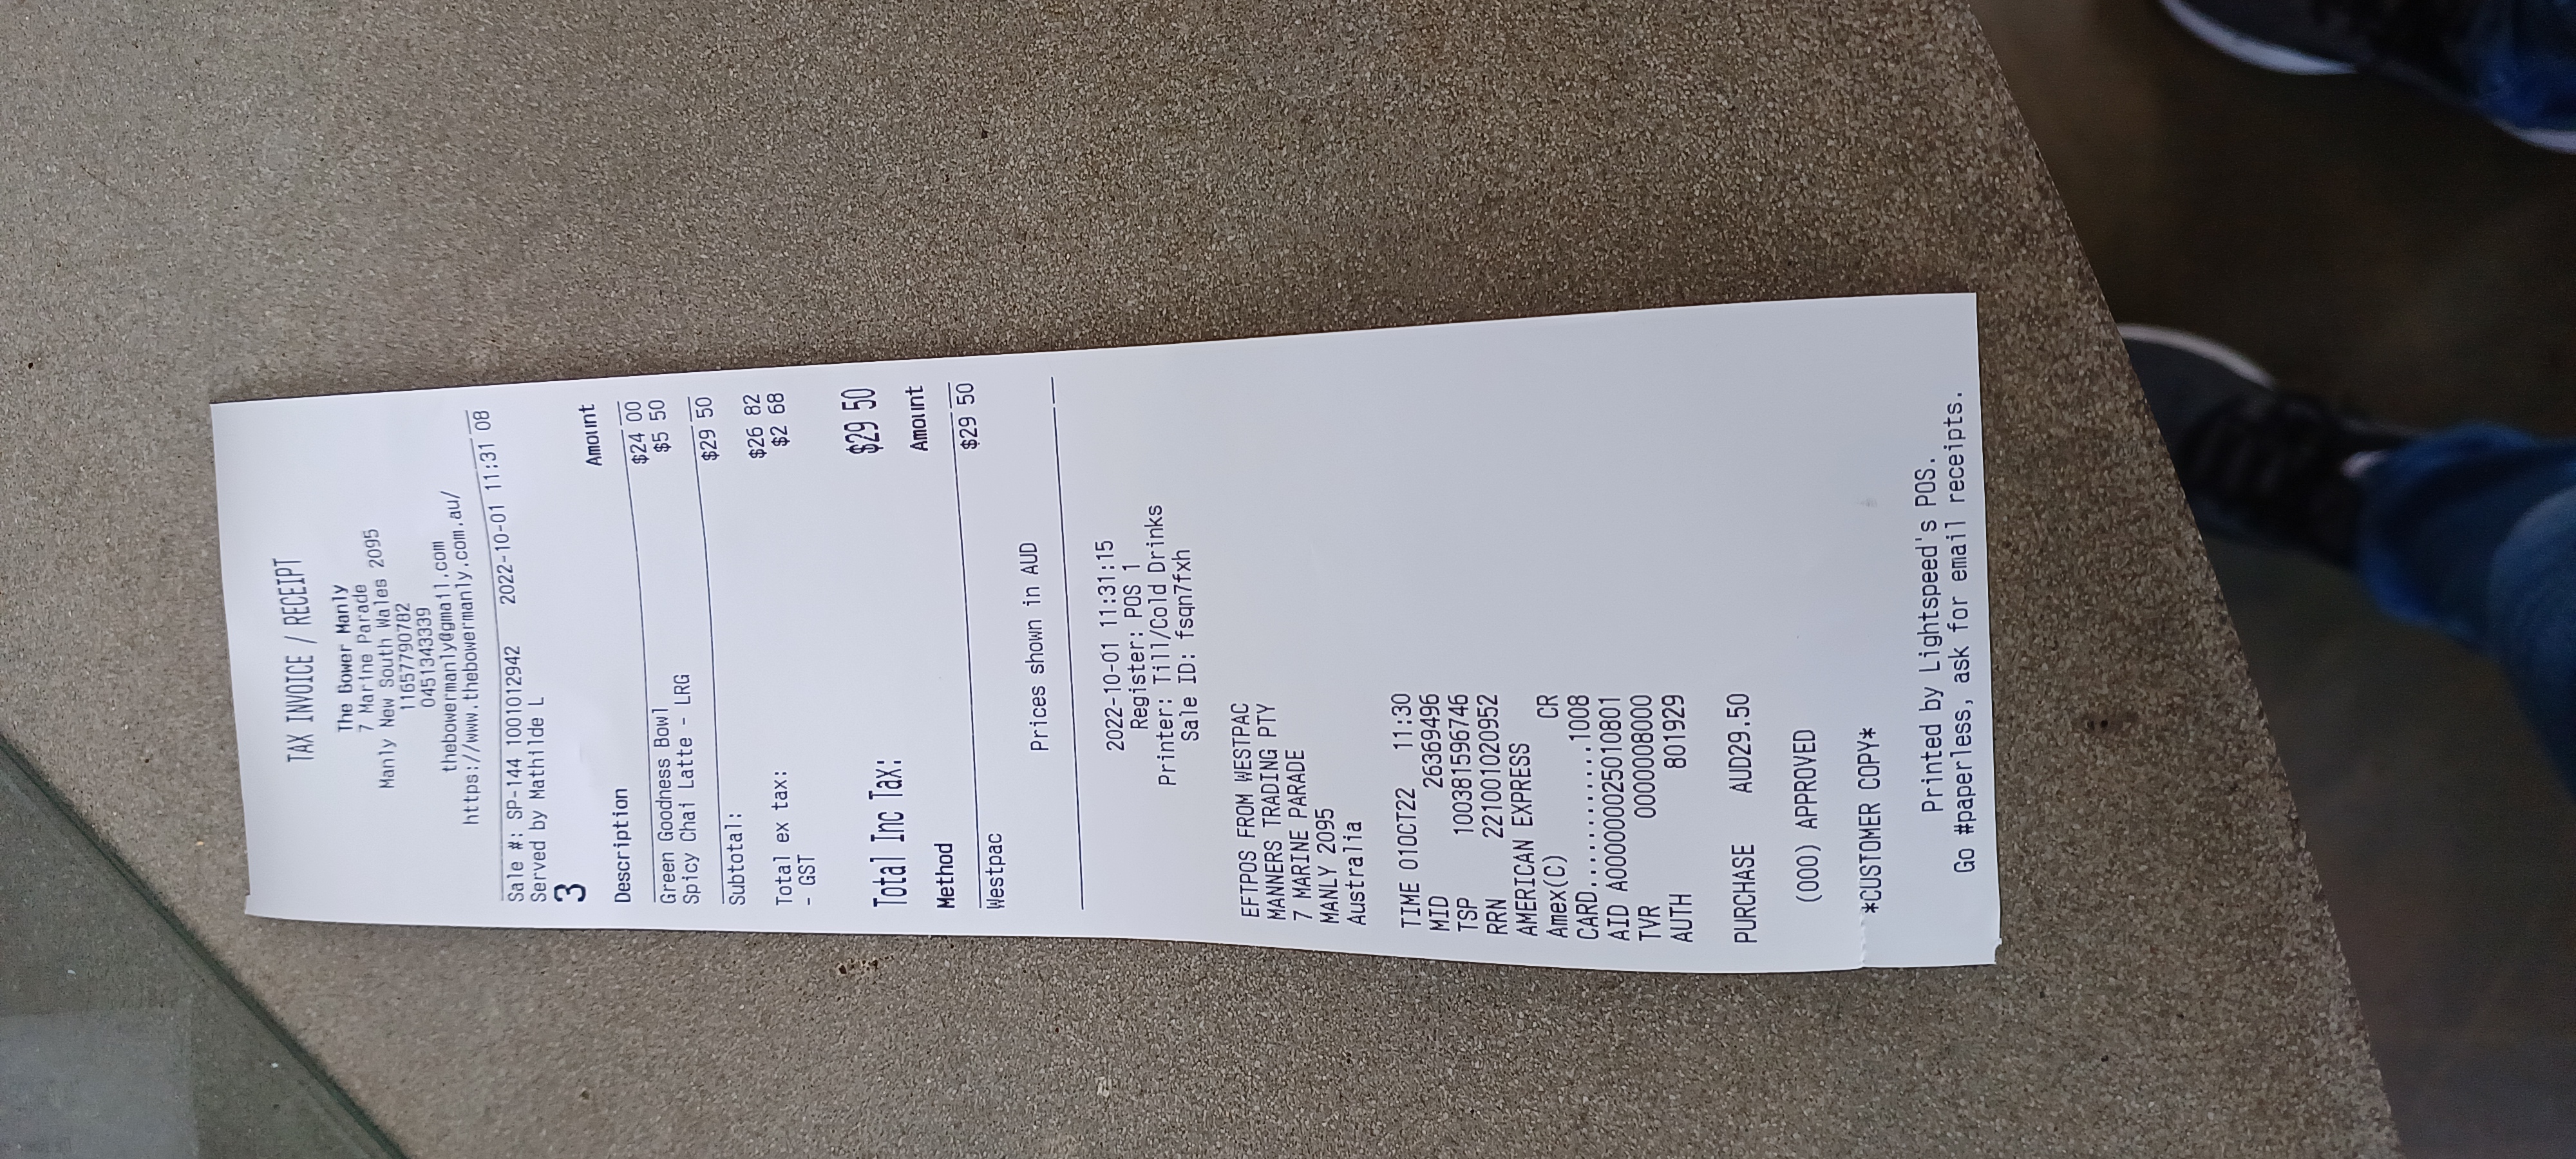 TAX INVOICE / RECEIPT
The Bower Manly
7 Marine Parade
Manly New South Wales 2095
11657790782
0451343339
thebowermanly@gmail.com
https://www.thebowermanly.com.au/
Sale #: SP-144 1001012942 2022-10-01 11:31 08
Served by Mathilde L
3
Description Amount
Green Goodness Bowl $24 00
Spicy Chai Latte - LRG $5 50
Subtotal: $29 50
Total ex tax: $26 82
- GST $2 68
Total Inc Tax: $29 50
Method Amount
Westpac $29 50
Prices shown in AUD
2022-10-01 11:31:15
Register: POS 1
Printer: Till/Cold Drinks
Sale ID: fsqn7fxh
EFTPOS FROM WESTPAC
MANNERS TRADING PTY
7 MARINE PARADE
MANLY 2095
Australia
TIME 01OCT22 11:30
MID 26369496
TSP 100381596746
RRN 221001020952
AMERICAN EXPRESS
Amex(C) CR
CARD............1008
AID A000000025010801
TVR 0000008000
AUTH 801929
PURCHASE AUD29.50
(000) APPROVED
*CUSTOMER COPY*
Printed by Lightspeed's POS.
Go #paperless, ask for email receipts.